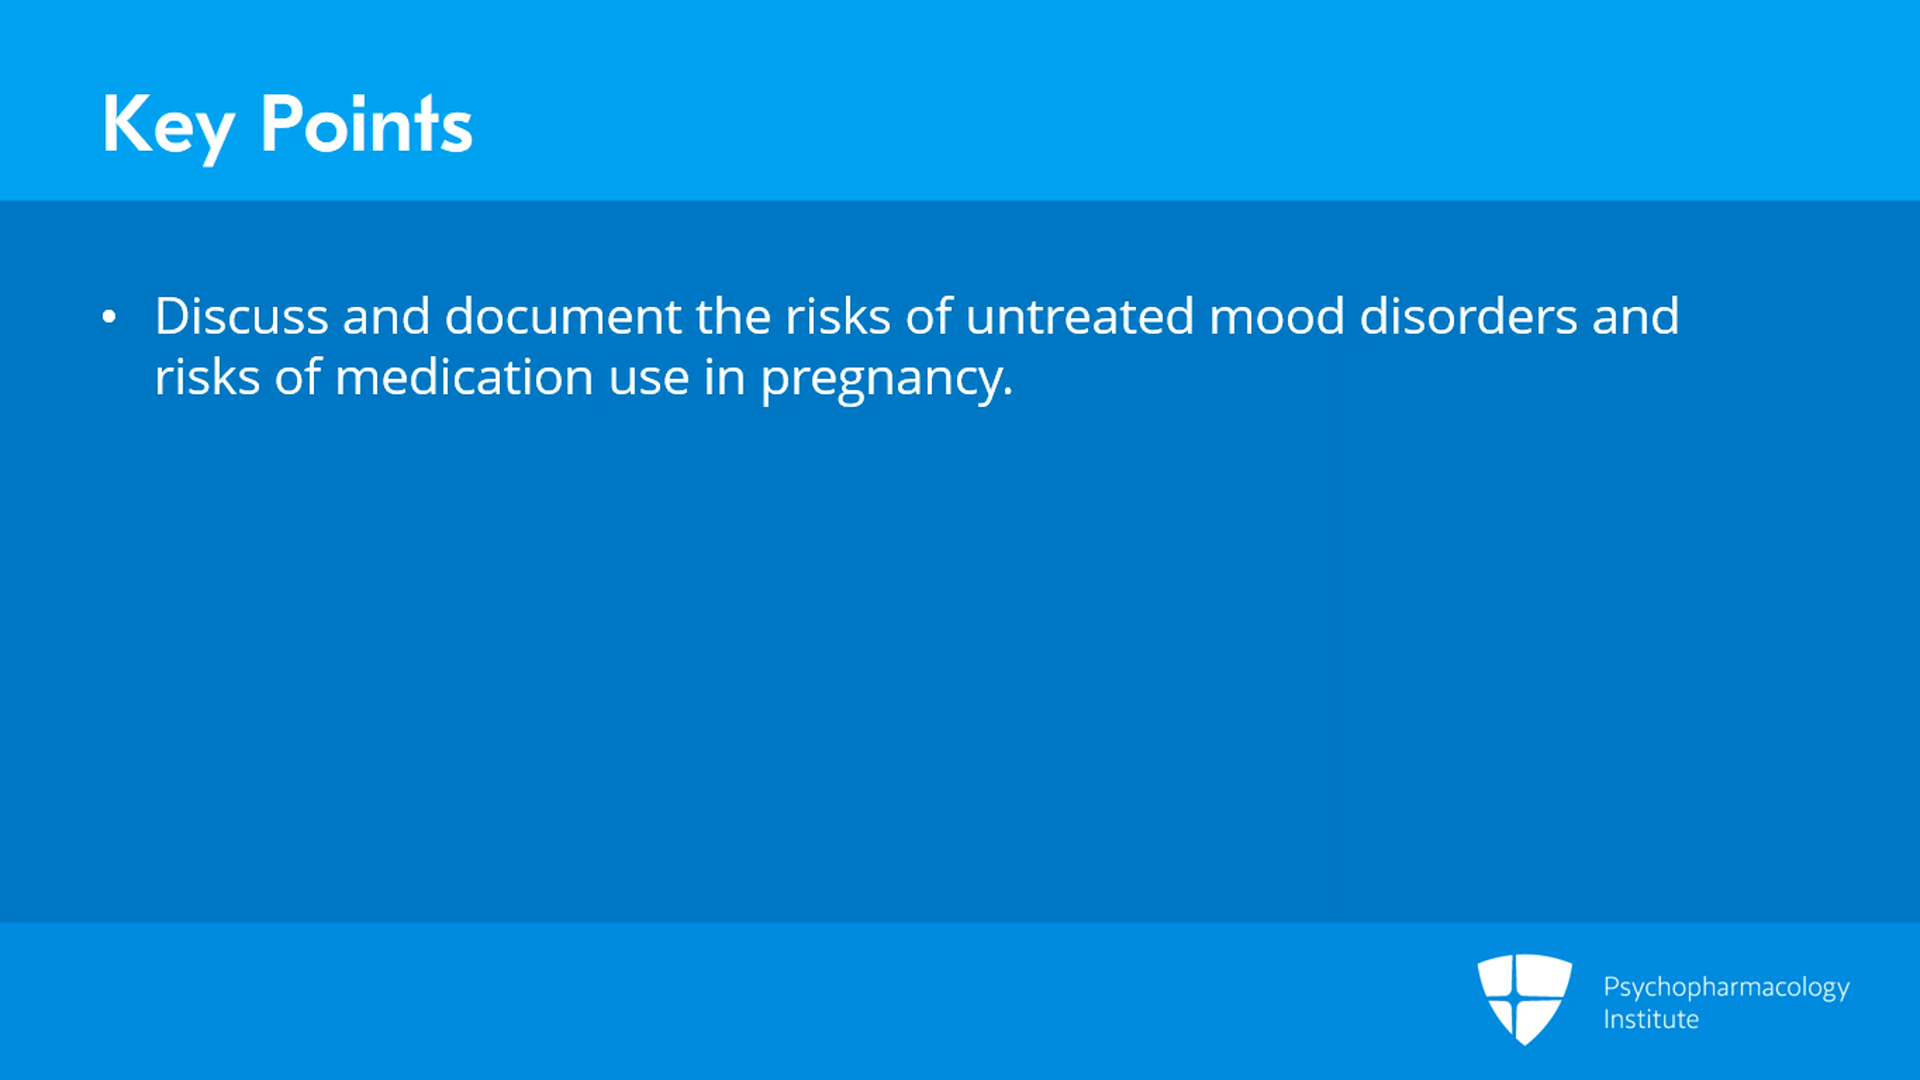 Key Points
• Discuss and document the risks of untreated mood disorders and
risks of medication use in pregnancy.
Psychopharmacology
Institute